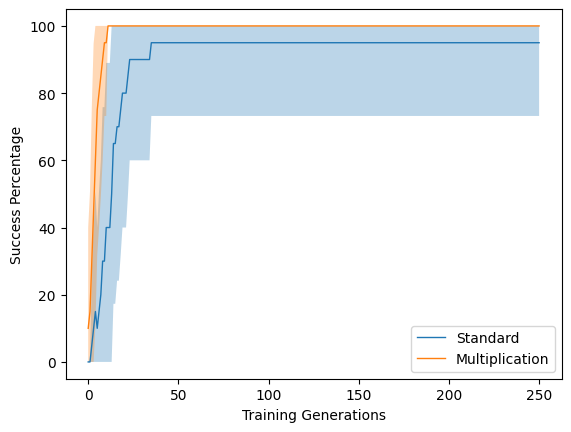 100
80
60
40
20
0
Success Percentage
0 50 100 150 200 250
Training Generations
Standard
Multiplication